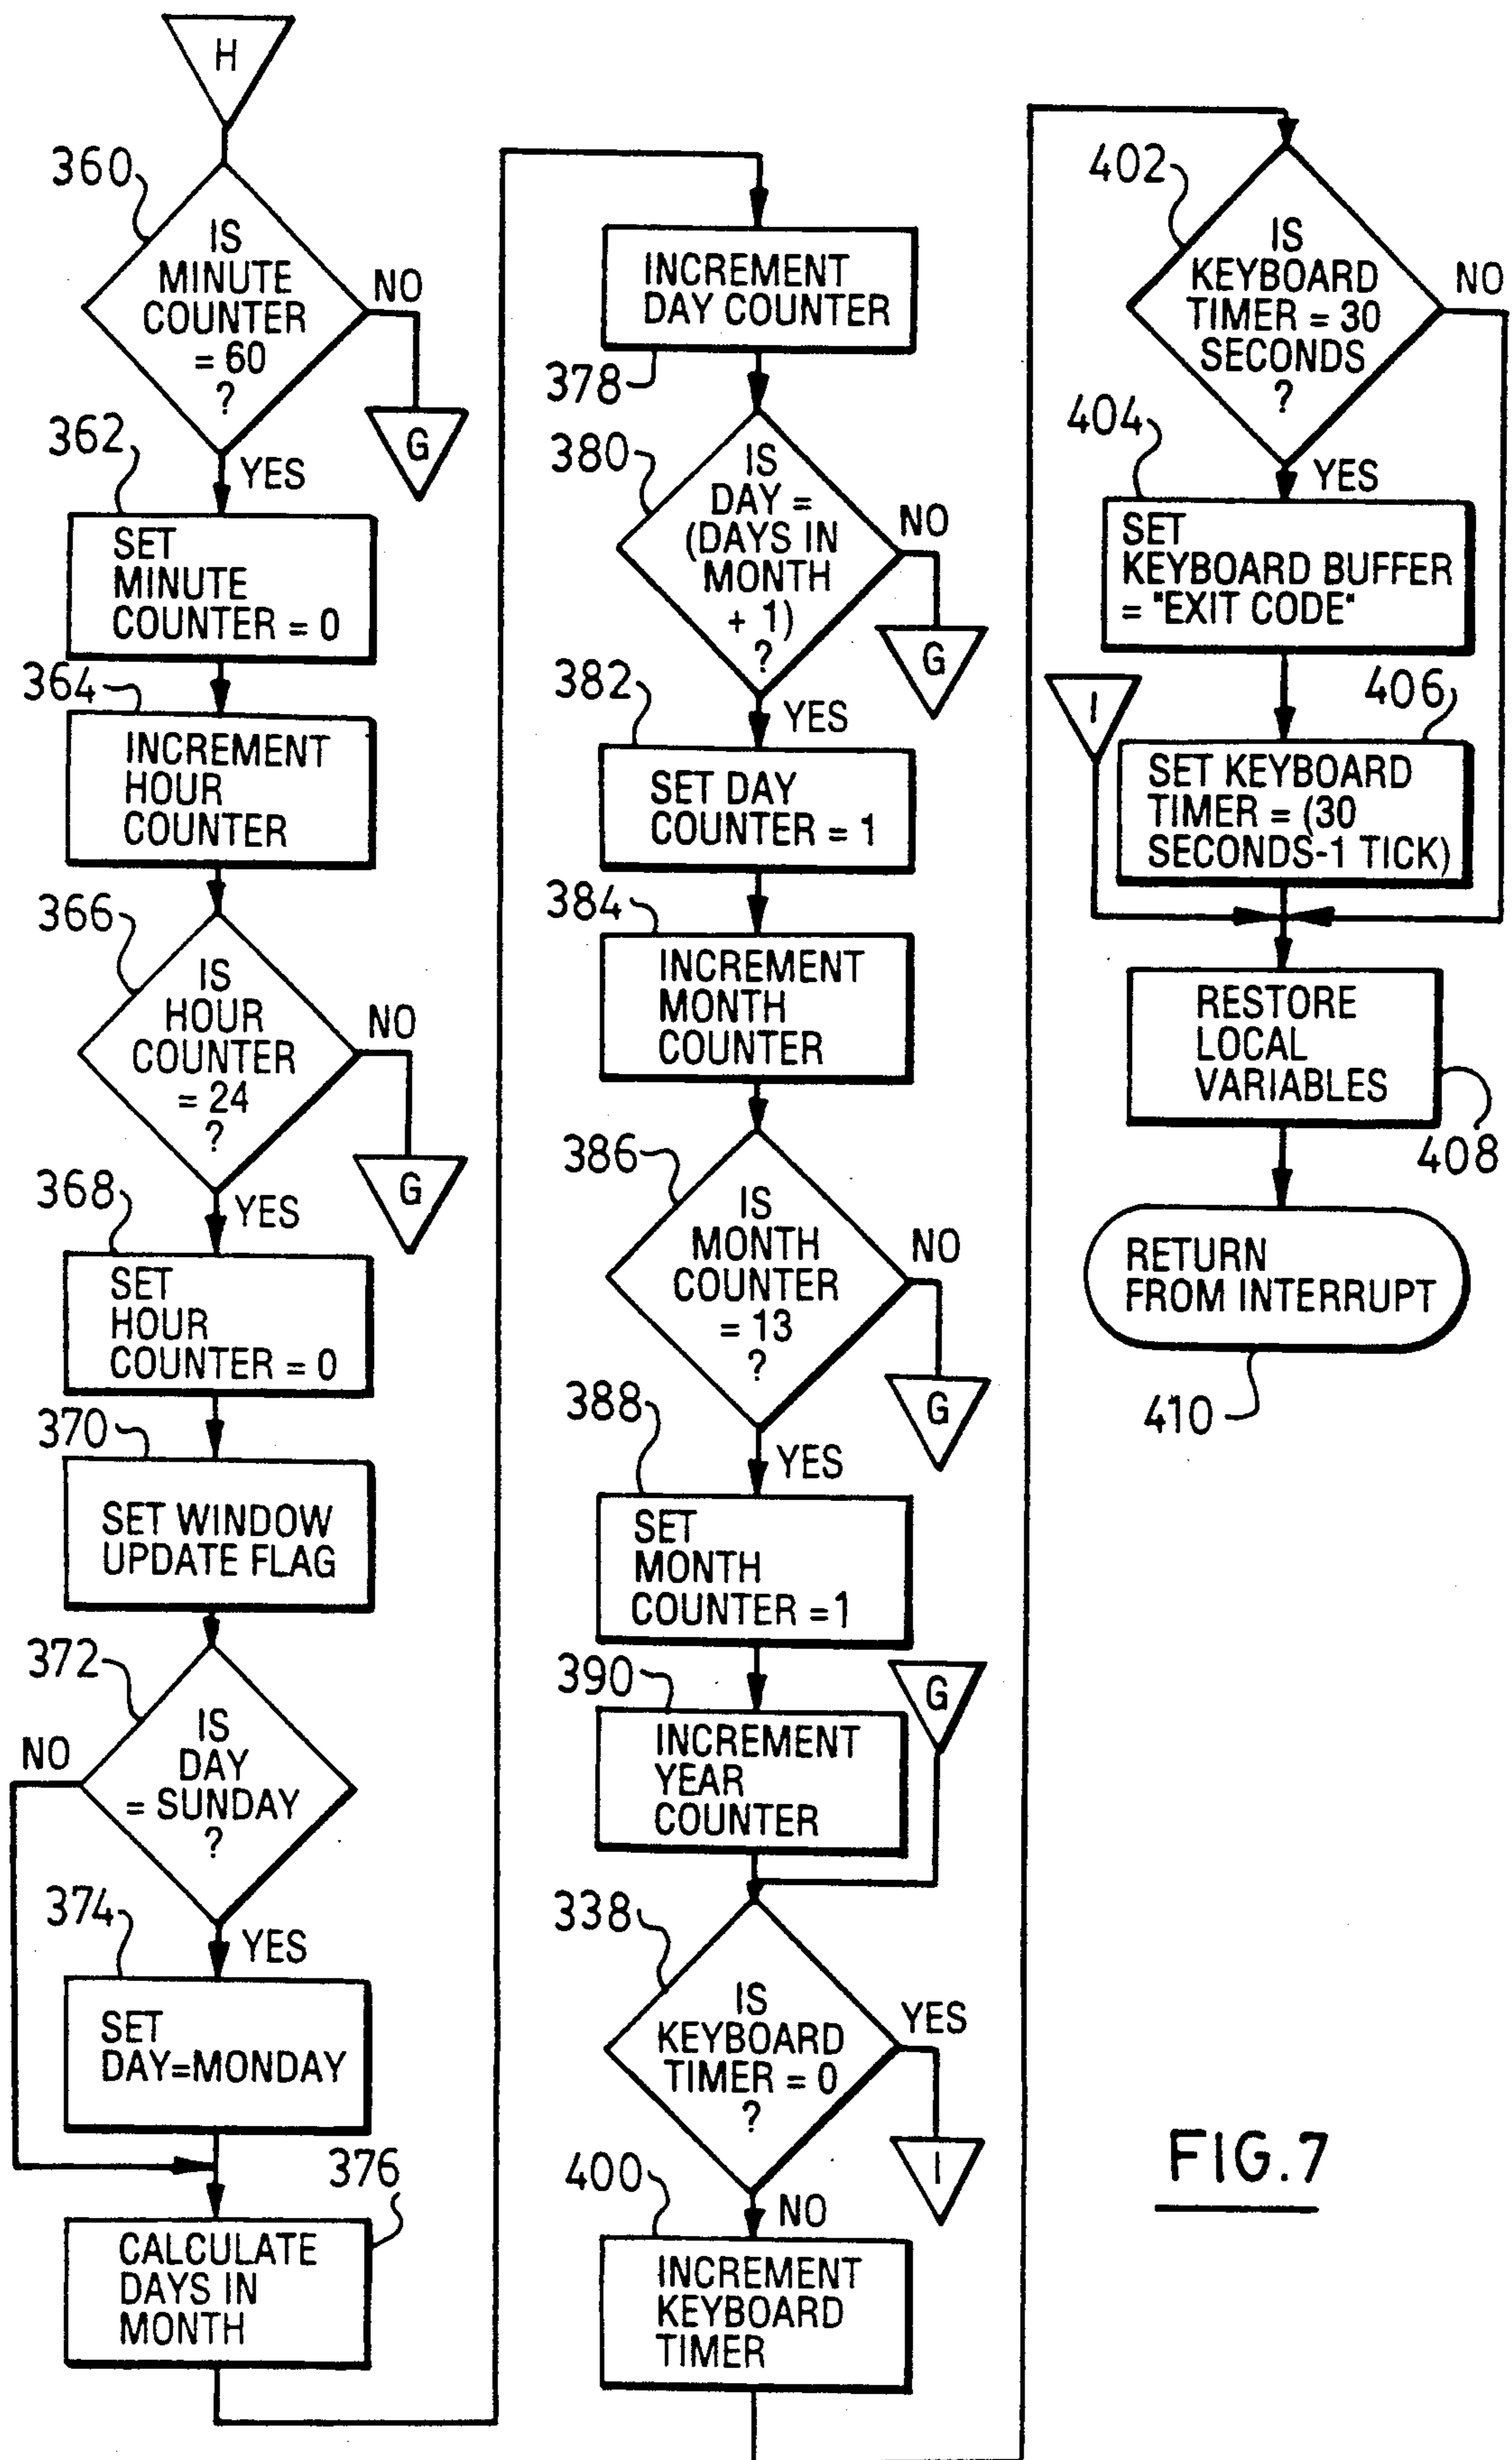 H
360
IS
MINUTE
COUNTER
= 60
?
NO
G
YES
362
SET
MINUTE
COUNTER = 0
364
INCREMENT
HOUR
COUNTER
366
IS
HOUR
COUNTER
= 24
?
NO
G
YES
368
SET
HOUR
COUNTER = 0
370
SET WINDOW
UPDATE FLAG
372
IS
DAY
= SUNDAY
?
NO
YES
374
SET
DAY=MONDAY
376
CALCULATE
DAYS IN
MONTH
INCREMENT
DAY COUNTER
378
380
IS
DAY =
(DAYS IN
MONTH
+ 1)
?
NO
G
YES
382
SET DAY
COUNTER = 1
384
INCREMENT
MONTH
COUNTER
386
IS
MONTH
COUNTER
= 13
?
NO
G
YES
388
SET
MONTH
COUNTER =1
390
G
INCREMENT
YEAR
COUNTER
338
IS
KEYBOARD
TIMER = 0
?
YES
I
NO
400
INCREMENT
KEYBOARD
TIMER
402
IS
KEYBOARD
TIMER = 30
SECONDS
?
NO
YES
404
SET
KEYBOARD BUFFER
= "EXIT CODE"
I
406
SET KEYBOARD
TIMER = (30
SECONDS-1 TICK)
RESTORE
LOCAL
VARIABLES
408
RETURN
FROM INTERRUPT
410
FIG.7